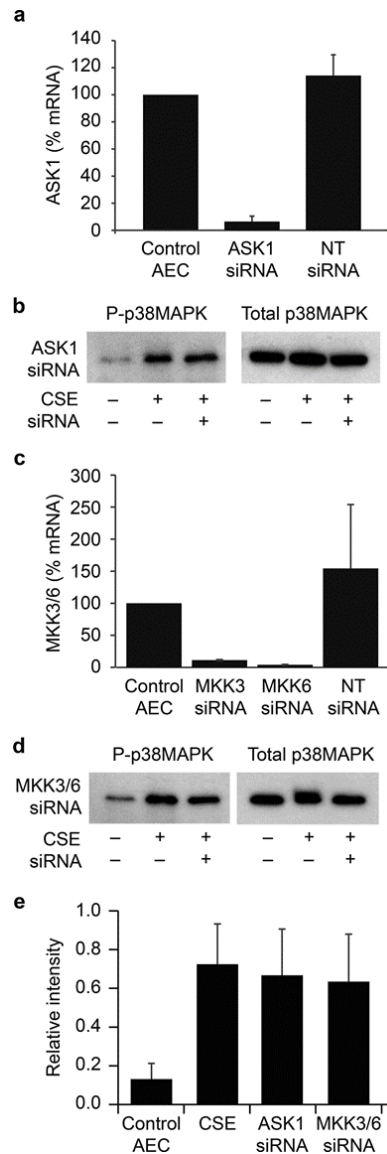 a
ASK1 (% mRNA)
140
120
100
80
60
40
20
0
Control AEC
ASK1 siRNA
NT siRNA
b
P-p38MAPK
Total p38MAPK
ASK1
siRNA
CSE – + + – + +
siRNA – + – +
c
MKK3/6 (% mRNA)
300
250
200
150
100
50
0
Control AEC
MKK3 siRNA
MKK6 siRNA
NT siRNA
d
P-p38MAPK
Total p38MAPK
MKK3/6
siRNA
CSE – + + – + +
siRNA – + – +
e
Relative intensity
1.0
0.8
0.6
0.4
0.2
0.0
Control AEC
CSE
ASK1 siRNA
MKK3/6 siRNA